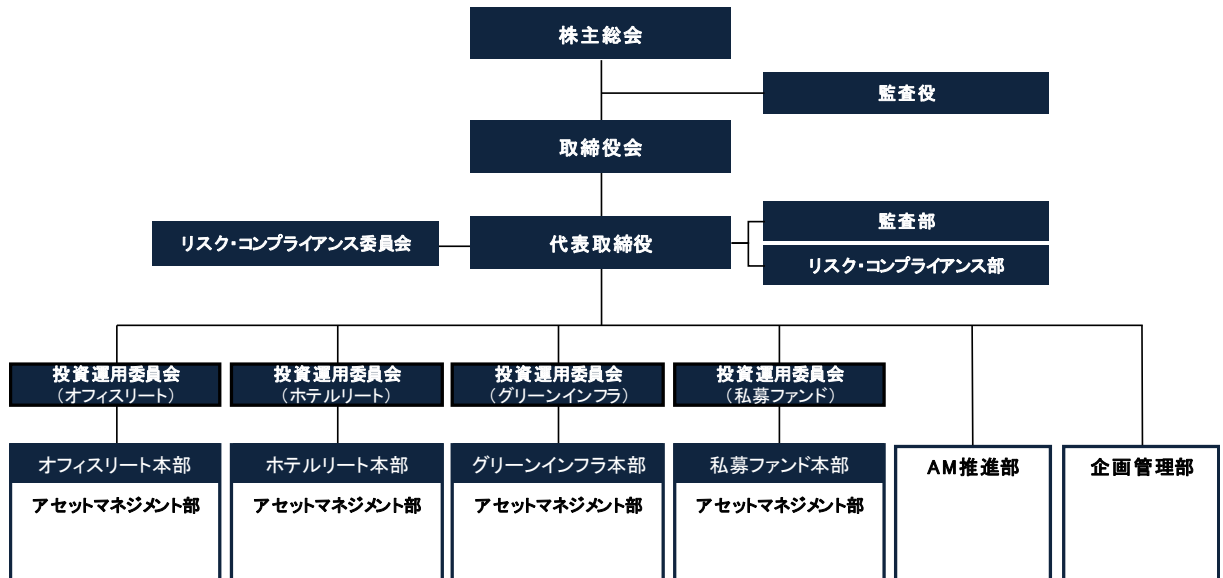 株主総会
監査役
取締役会
監査部
リスク・コンプライアンス委員会
代表取締役
リスク・コンプライアンス部
投資運用委員会
（オフィスリート）
投資運用委員会
（ホテルリート）
投資運用委員会
（グリーンインフラ）
投資運用委員会
（私募ファンド）
オフィスリート本部
アセットマネジメント部
ホテルリート本部
アセットマネジメント部
グリーンインフラ本部
アセットマネジメント部
私募ファンド本部
アセットマネジメント部
AM推進部
企画管理部